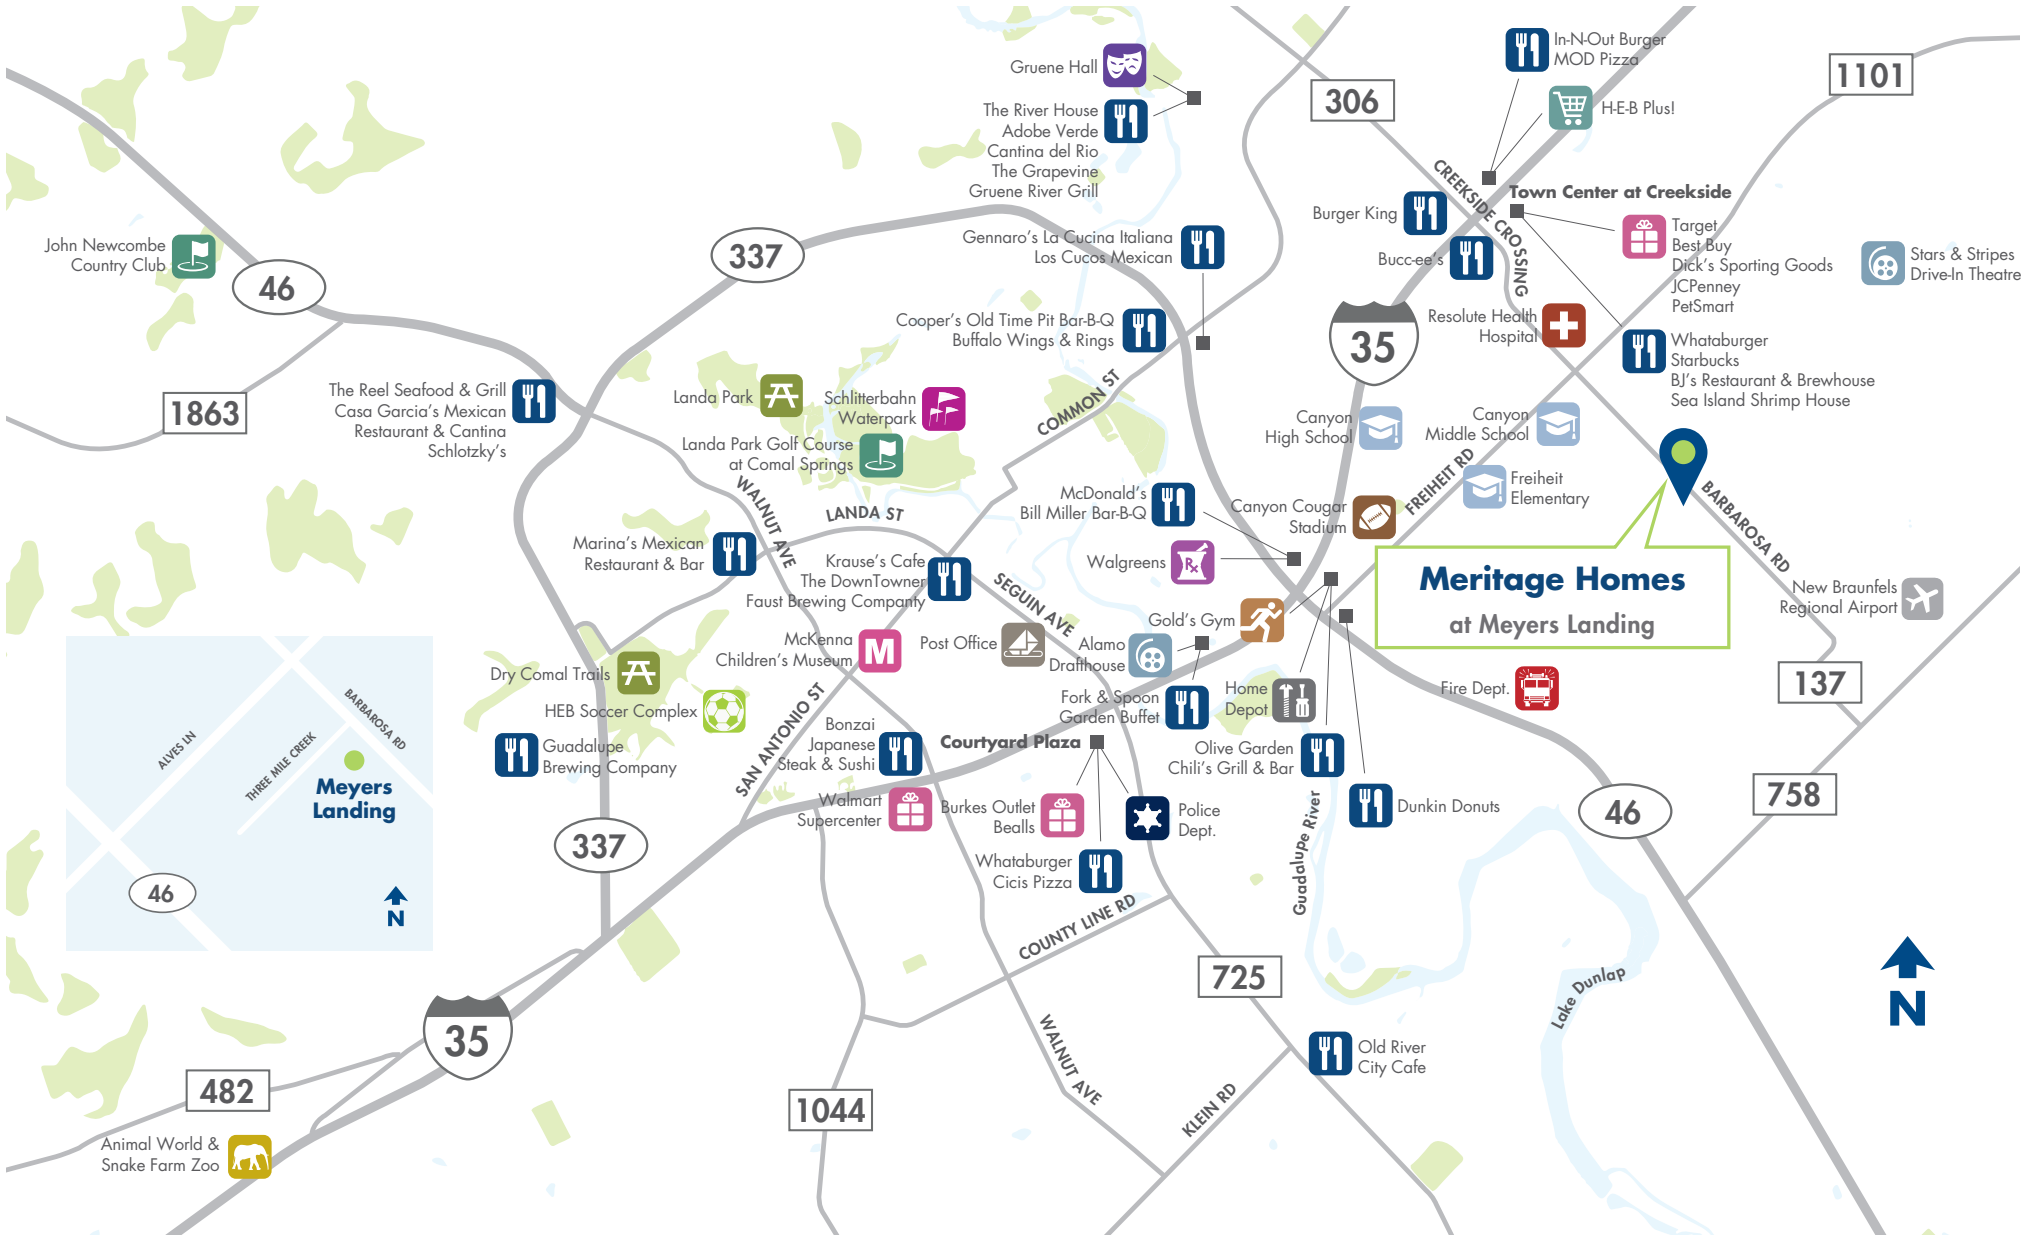 Gruene Hall
The River House
Adobe Verde
Cantina del Rio
The Grapevine
Gruene River Grill
306
In-N-Out Burger
MOD Pizza
H-E-B Plus!
1101
CREEKSIDE CROSSING
Town Center at Creekside
Burger King
Bucc-ee's
Target
Best Buy
Dick's Sporting Goods
JCPenney
PetSmart
Stars & Stripes
Drive-In Theatre
John Newcombe
Country Club
46
337
Gennaro's La Cucina Italiana
Los Cucos Mexican
Cooper's Old Time Pit Bar-B-Q
Buffalo Wings & Rings
35
Resolute Health
Hospital
Whataburger
Starbucks
BJ's Restaurant & Brewhouse
Sea Island Shrimp House
1863
The Reel Seafood & Grill
Casa Garcia's Mexican
Restaurant & Cantina
Schlotzky's
Landa Park
Schlitterbahn
Waterpark
Landa Park Golf Course
at Comal Springs
COMMON ST
Canyon
High School
Canyon
Middle School
FREIHEIT RD
Freiheit
Elementary
BARBAROSA RD
WALNUT AVE
LANDA ST
McDonald's
Bill Miller Bar-B-Q
Canyon Cougar
Stadium
Walgreens
Meritage Homes
at Meyers Landing
New Braunfels
Regional Airport
Marina's Mexican
Restaurant & Bar
Krause's Cafe
The DownTowner
Faust Brewing Company
SEGUIN AVE
Gold's Gym
McKenna
Children's Museum
Post Office
Alamo
Drafthouse
Dry Comal Trails
HEB Soccer Complex
Fork & Spoon
Garden Buffet
Home
Depot
Fire Dept.
137
Guadalupe
Brewing Company
SAN ANTONIO ST
Bonzai
Japanese
Steak & Sushi
Courtyard Plaza
Olive Garden
Chili's Grill & Bar
Walmart
Supercenter
Burkes Outlet
Bealls
Police
Dept.
Guadalupe River
Dunkin Donuts
46
758
337
Whataburger
Cicis Pizza
COUNTY LINE RD
725
Lake Dunlap
N
ALVES LN
THREE MILE CREEK
BARBAROSA RD
Meyers
Landing
46
N
35
482
Animal World &
Snake Farm Zoo
1044
WALNUT AVE
KLEIN RD
Old River
City Cafe